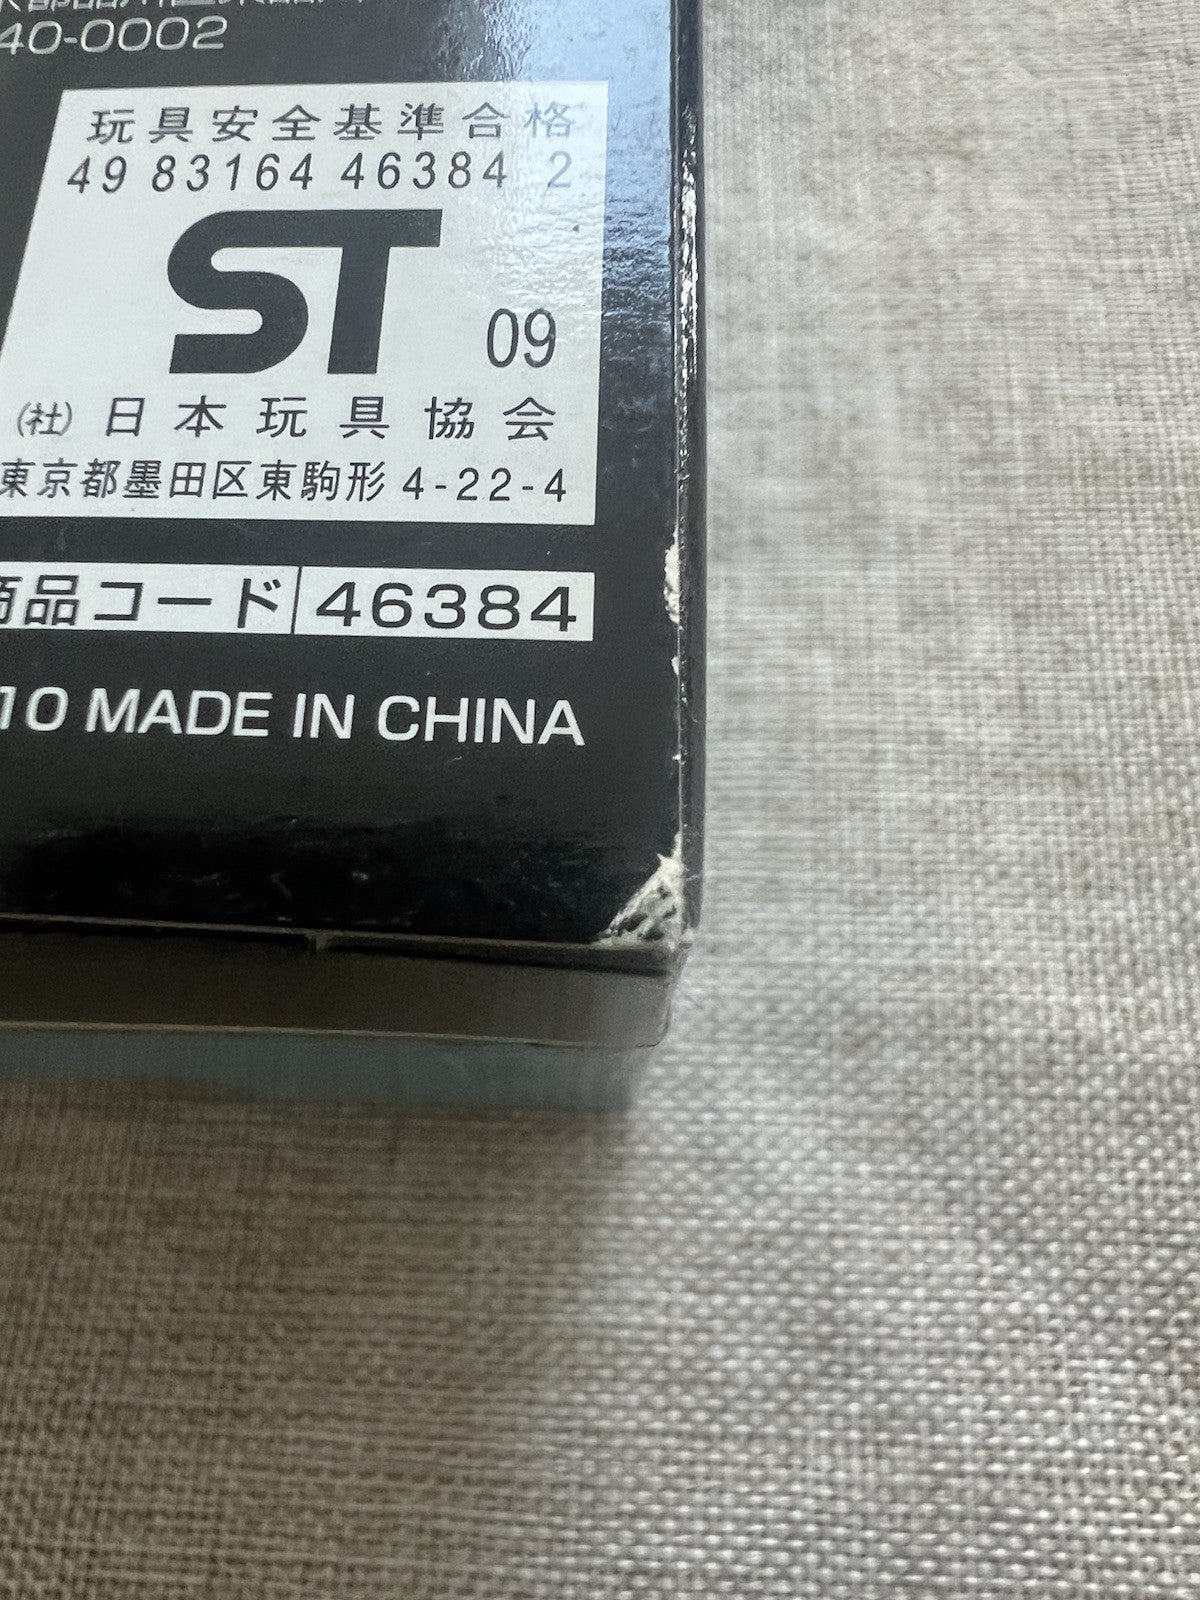 40-0002
玩具安全基準合格
49 83164 46384 2
ST 09
(社) 日本玩具協会
東京都墨田区東駒形 4-22-4
商品コード 46384
10 MADE IN CHINA